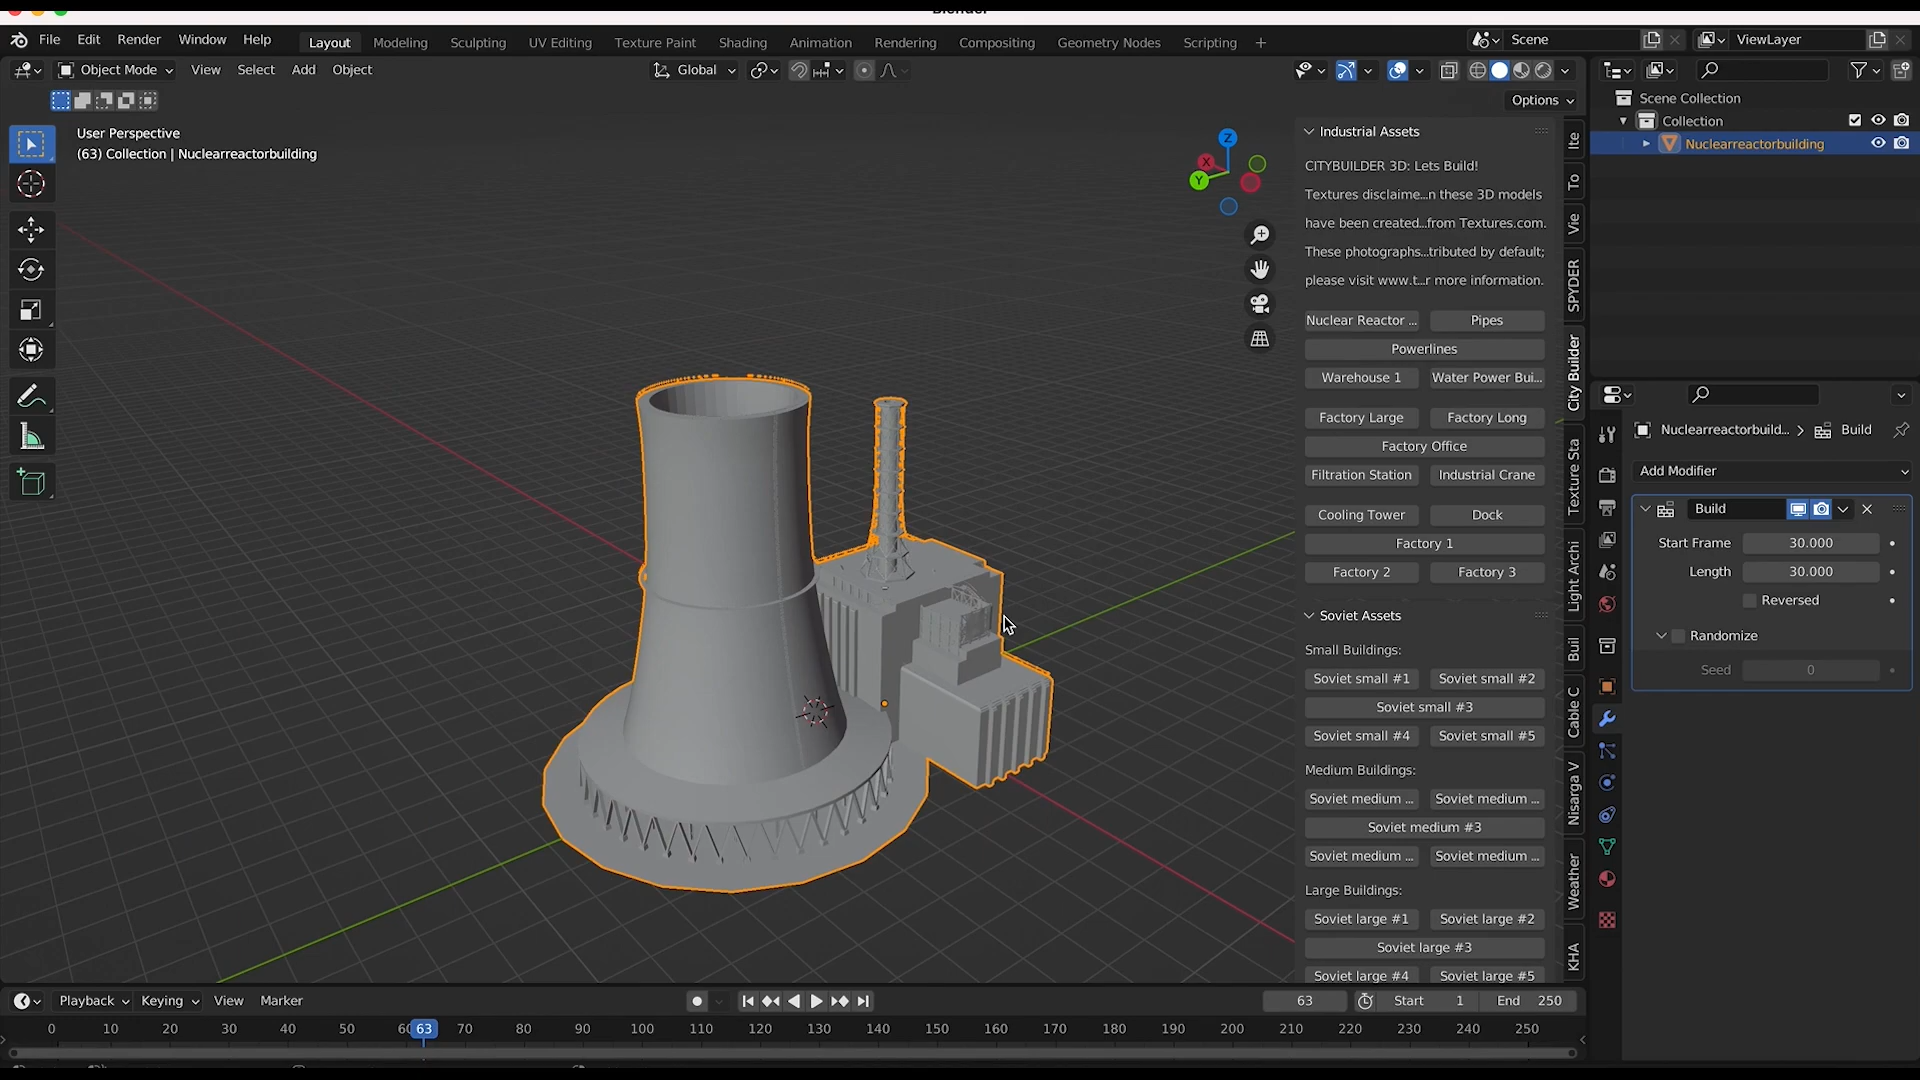 Blender
File Edit Render Window Help Layout Modeling Sculpting UV Editing Texture Paint Shading Animation Rendering Compositing Geometry Nodes Scripting + Scene ViewLayer
Object Mode View Select Add Object Global
Options
User Perspective
(63) Collection | Nuclearreactorbuilding
Z
X
Y
Industrial Assets
CITYBUILDER 3D: Lets Build!
Textures disclaime...n these 3D models
have been created...from Textures.com.
These photographs...tributed by default;
please visit www.t...r more information.
Nuclear Reactor ... Pipes
Powerlines
Warehouse 1 Water Power Bui...
Factory Large Factory Long
Factory Office
Filtration Station Industrial Crane
Cooling Tower Dock
Factory 1
Factory 2 Factory 3
Soviet Assets
Small Buildings:
Soviet small #1 Soviet small #2
Soviet small #3
Soviet small #4 Soviet small #5
Medium Buildings:
Soviet medium ... Soviet medium ...
Soviet medium #3
Soviet medium ... Soviet medium ...
Large Buildings:
Soviet large #1 Soviet large #2
Soviet large #3
Soviet large #4 Soviet large #5
Ite
To
Vie
SPYDER
City Builder
Texture Sta
Light Archi
Buil
Cable C
Nisarga V
Weather
KHA
Scene Collection
Collection
Nuclearreactorbuilding
Nuclearreactorbuild... > Build
Add Modifier
Build
Start Frame 30.000
Length 30.000
Reversed
Randomize
Seed 0
Playback Keying View Marker 63 Start 1 End 250
0 10 20 30 40 50 60 63 70 80 90 100 110 120 130 140 150 160 170 180 190 200 210 220 230 240 250